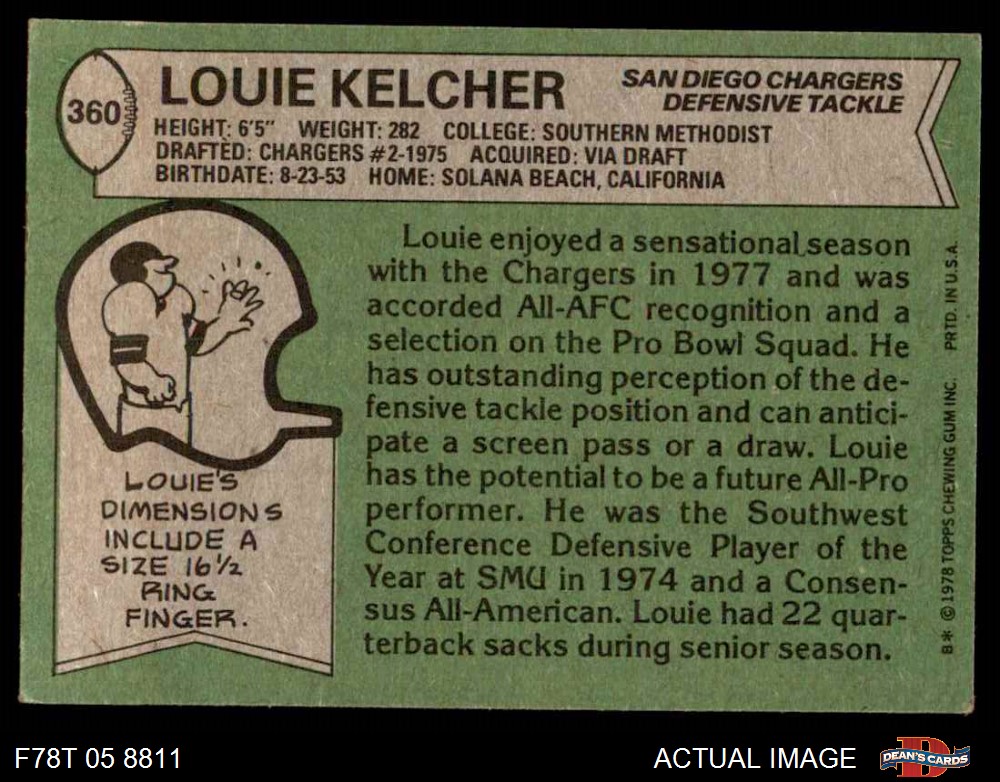 360
LOUIE KELCHER
SAN DIEGO CHARGERS
DEFENSIVE TACKLE
HEIGHT: 6'5" WEIGHT: 282 COLLEGE: SOUTHERN METHODIST
DRAFTED: CHARGERS #2-1975 ACQUIRED: VIA DRAFT
BIRTHDATE: 8-23-53 HOME: SOLANA BEACH, CALIFORNIA
LOUIE'S
DIMENSIONS
INCLUDE A
SIZE 16½
RING
FINGER.
Louie enjoyed a sensational season
with the Chargers in 1977 and was
accorded All-AFC recognition and a
selection on the Pro Bowl Squad. He
has outstanding perception of the de-
fensive tackle position and can antici-
pate a screen pass or a draw. Louie
has the potential to be a future All-Pro
performer. He was the Southwest
Conference Defensive Player of the
Year at SMU in 1974 and a Consen-
sus All-American. Louie had 22 quar-
terback sacks during senior season.
B* © 1978 TOPPS CHEWING GUM INC. PRTD. IN U.S.A.
F78T 05 8811
ACTUAL IMAGE
DEAN'S CARDS